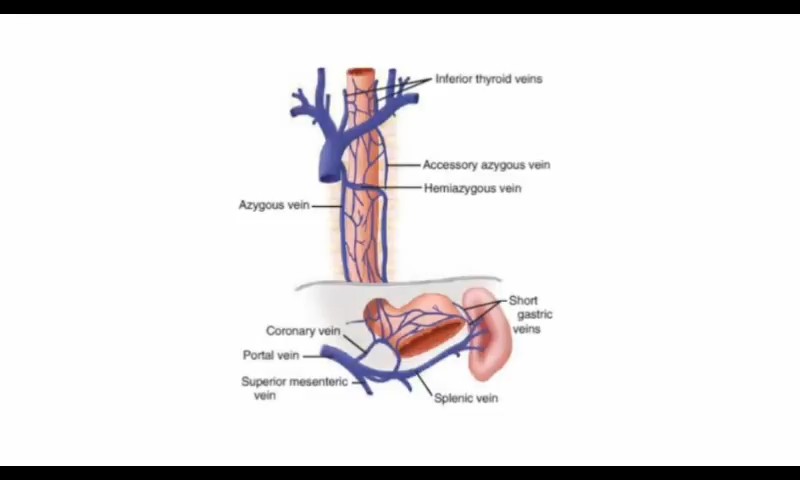 Inferior thyroid veins
Accessory azygous vein
Hemiazygous vein
Azygous vein
Short
gastric
veins
Coronary vein
Portal vein
Superior mesenteric
vein
Splenic vein